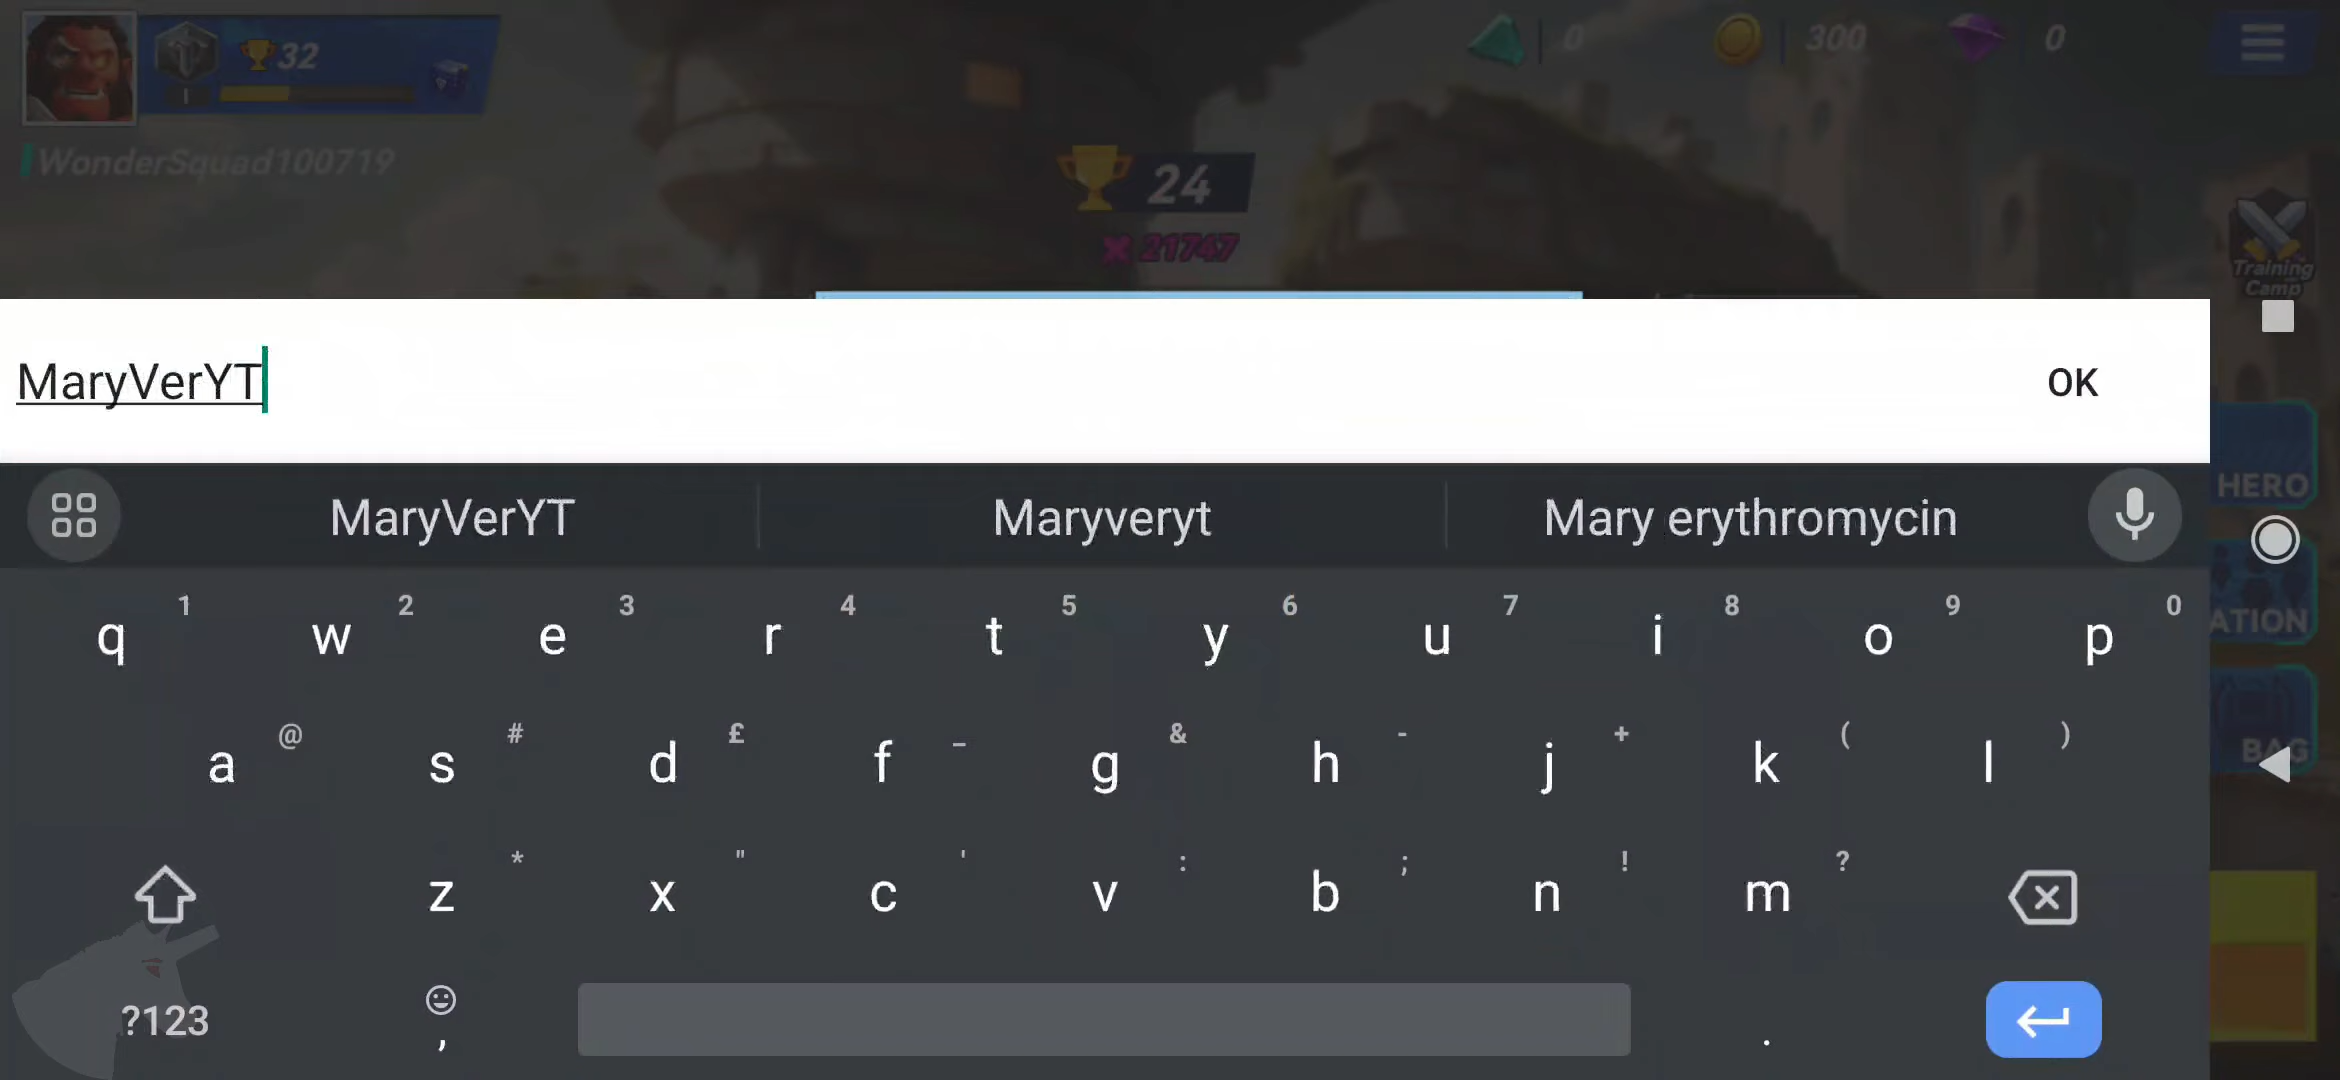 32
0
300
0
1
WonderSquad100719
24
21747
Training
Camp
MaryVerYT
OK
HERO
MaryVerYT
Maryveryt
Mary erythromycin
1 2 3 4 5 6 7 8 9 0
q w e r t y u i o p
ATION
@ # £ _ & - + ( )
a s d f g h j k l
BAG
* " ' : ; ! ?
z x c v b n m
?123
,
.